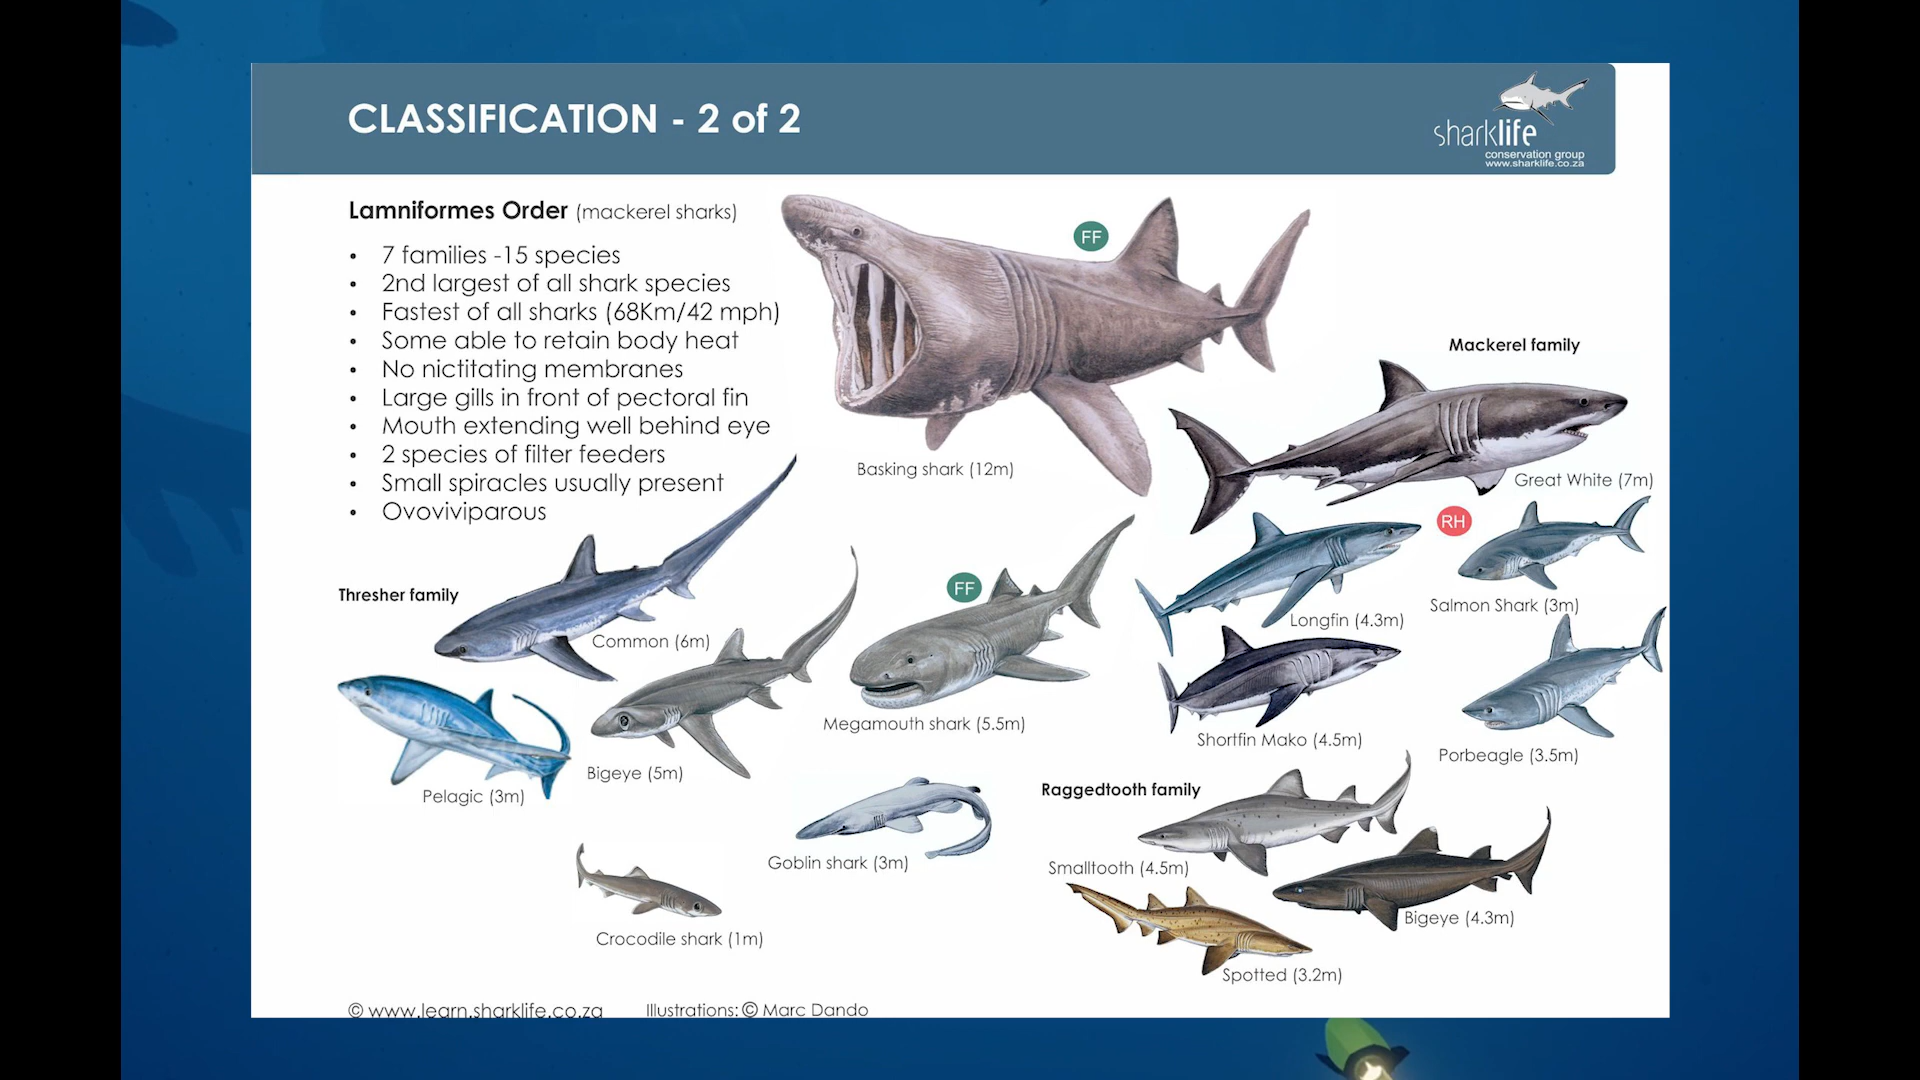 CLASSIFICATION - 2 of 2
sharklife
conservation group
www.sharklife.co.za
Lamniformes Order (mackerel sharks)
• 7 families -15 species
• 2nd largest of all shark species
• Fastest of all sharks (68Km/42 mph)
• Some able to retain body heat
• No nictitating membranes
• Large gills in front of pectoral fin
• Mouth extending well behind eye
• 2 species of filter feeders
• Small spiracles usually present
• Ovoviviparous
FF
Basking shark (12m)
Mackerel family
Great White (7m)
RH
Longfin (4.3m)
Salmon Shark (3m)
Shortfin Mako (4.5m)
Porbeagle (3.5m)
Thresher family
Common (6m)
Pelagic (3m)
Bigeye (5m)
FF
Megamouth shark (5.5m)
Goblin shark (3m)
Crocodile shark (1m)
Raggedtooth family
Smalltooth (4.5m)
Bigeye (4.3m)
Spotted (3.2m)
© www.learn.sharklife.co.za
Illustrations: © Marc Dando